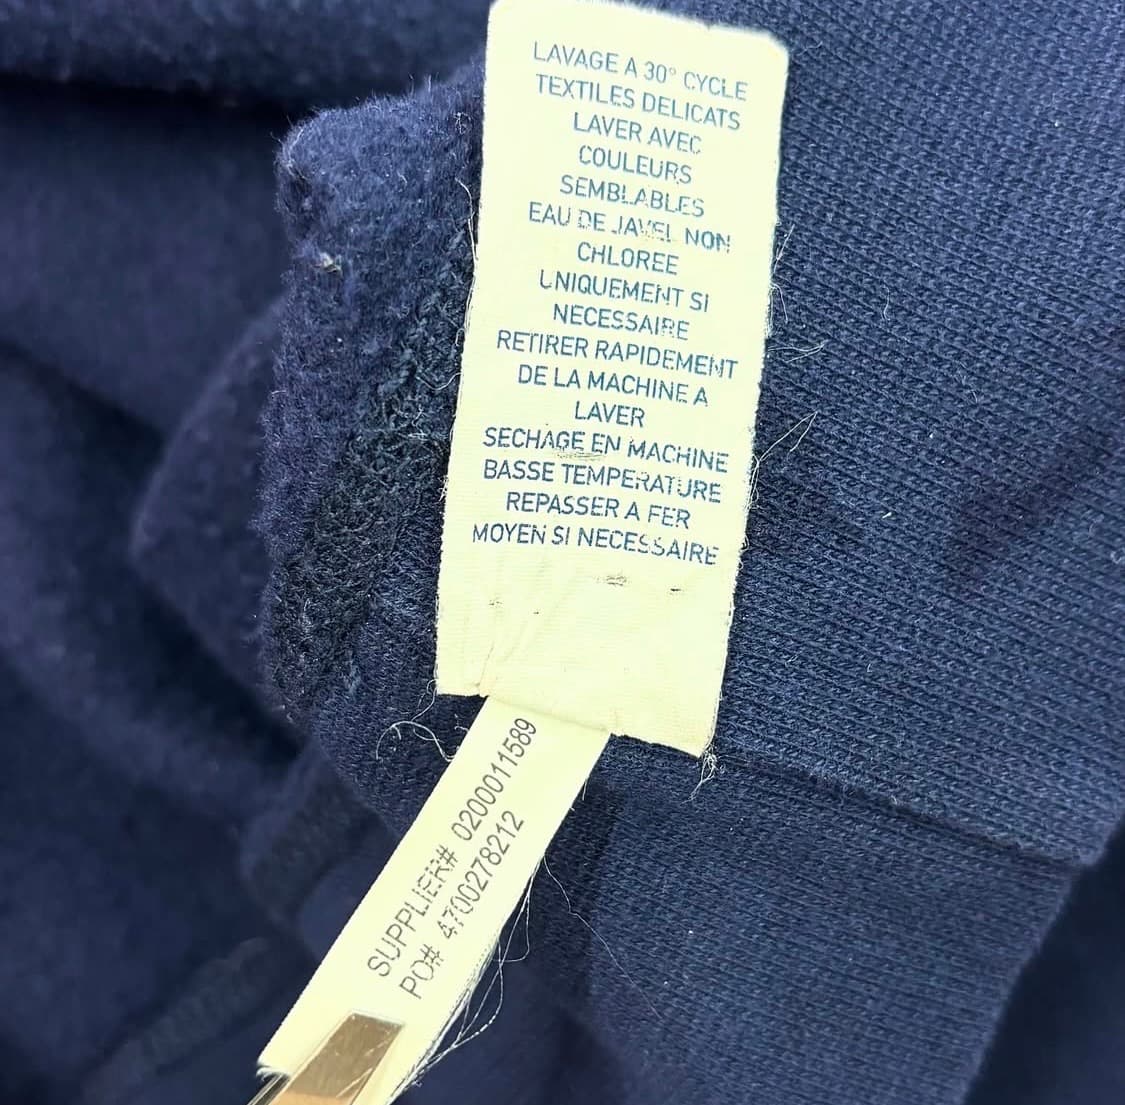 LAVAGE A 30° CYCLE
TEXTILES DELICATS
LAVER AVEC
COULEURS
SEMBLABLES
EAU DE JAVEL NON
CHLOREE
UNIQUEMENT SI
NECESSAIRE
RETIRER RAPIDEMENT
DE LA MACHINE A
LAVER
SECHAGE EN MACHINE
BASSE TEMPERATURE
REPASSER A FER
MOYEN SI NECESSAIRE
SUPPLIER# 0200011589
PO# 4700278212